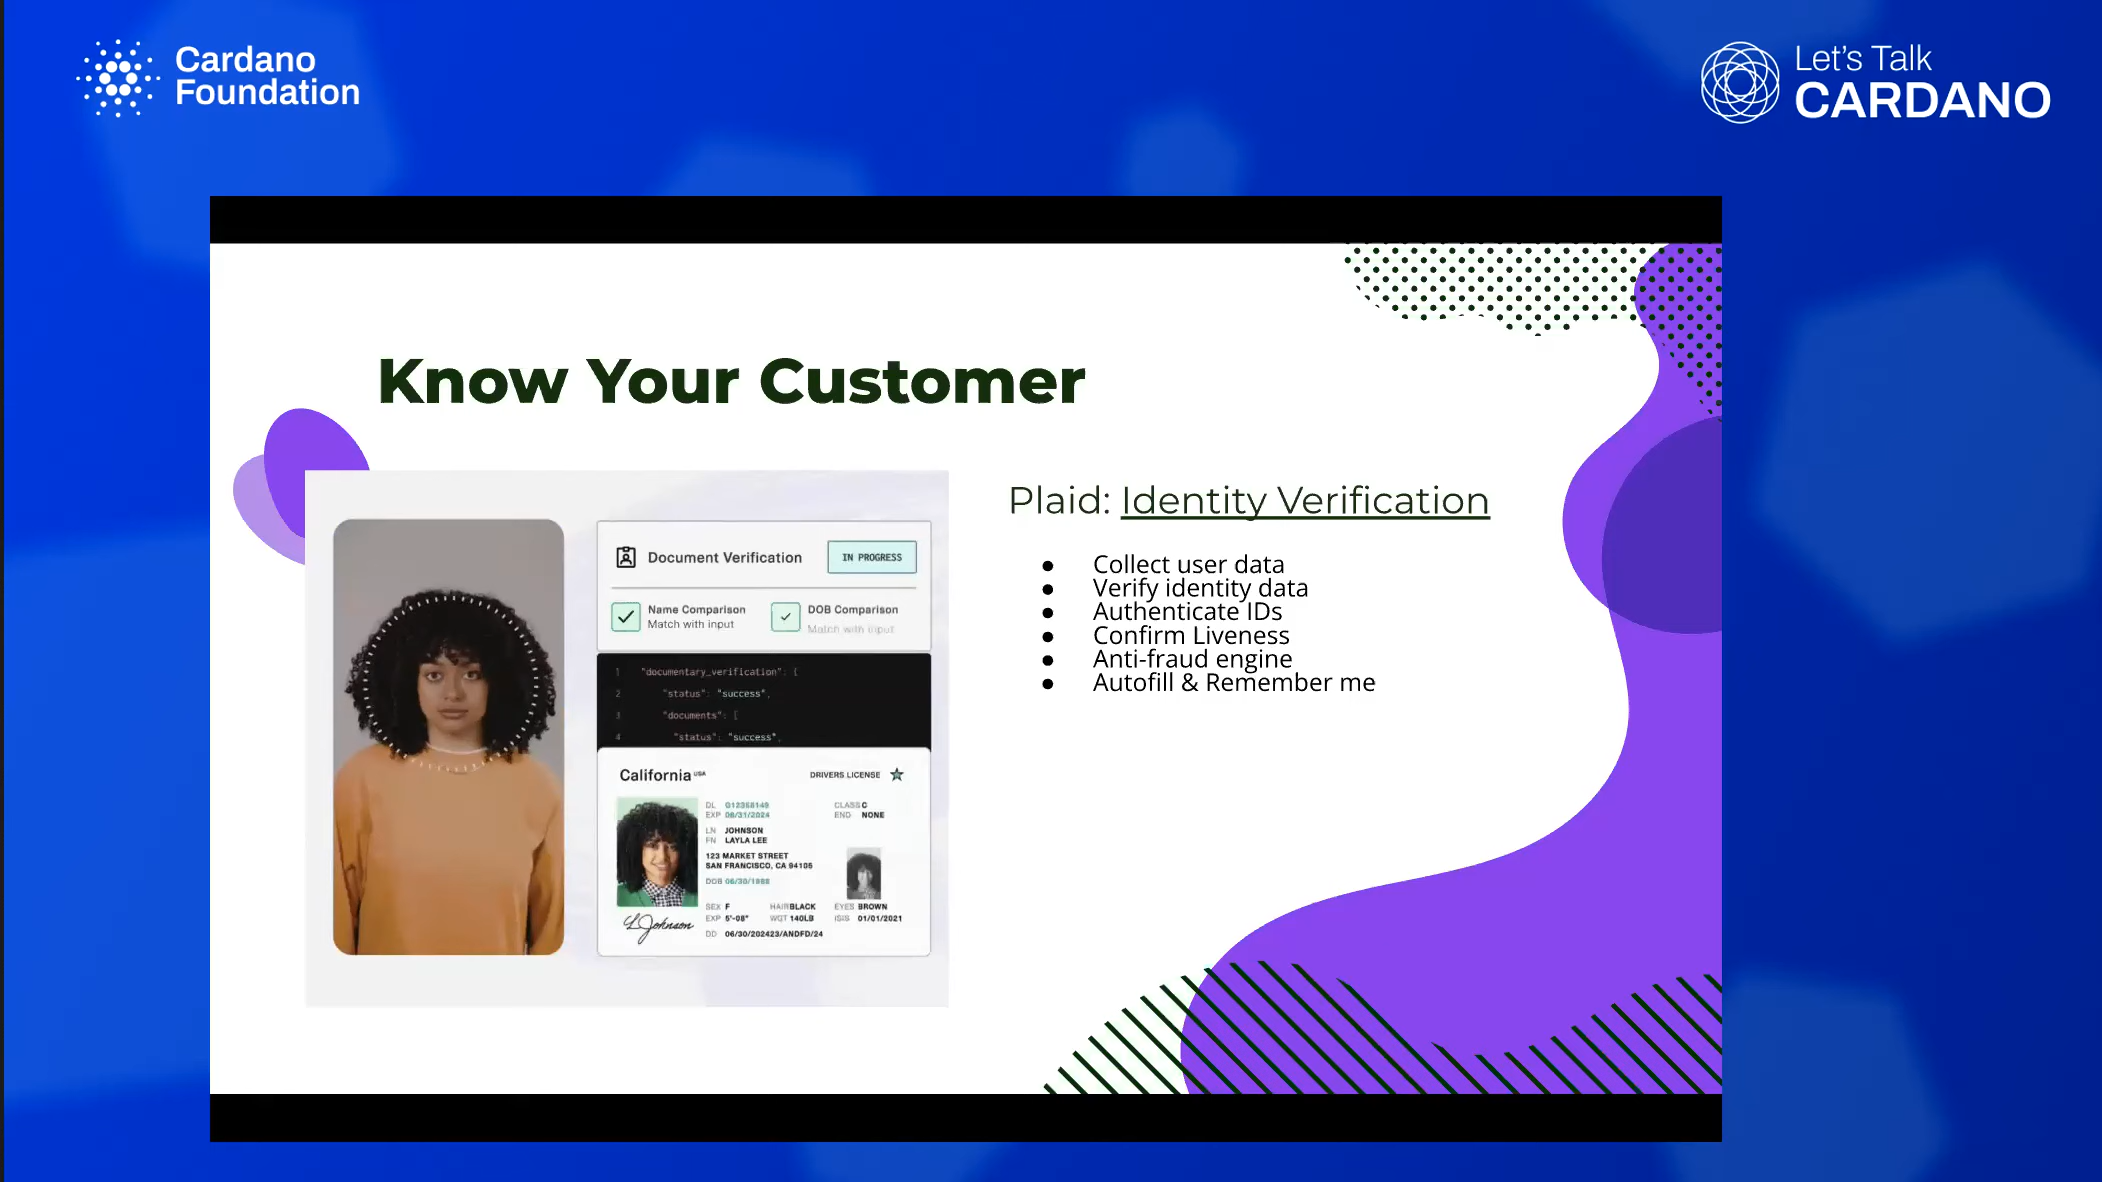 Cardano
Foundation
Let's Talk
CARDANO
Know Your Customer
Document Verification
IN PROGRESS
Name Comparison
Match with input
DOB Comparison
Match with input
1 "documentary_verification": {
2 "status": "success",
3 "documents": [
4 "status": "success",
California USA
DRIVERS LICENSE
DL
CLASS C
EXP 08/31/2024
END NONE
LN JOHNSON
FN LAYLA LEE
123 MARKET STREET
SAN FRANCISCO, CA 94105
DOB 06/30/1988
SEX F HAIR BLACK EYES BROWN
EXP 5'-08" WGT 140LB ISIS 01/01/2021
DD 06/30/202423/ANDFD/24
L Johnson
Plaid: Identity Verification
● Collect user data
● Verify identity data
● Authenticate IDs
● Confirm Liveness
● Anti-fraud engine
● Autofill & Remember me